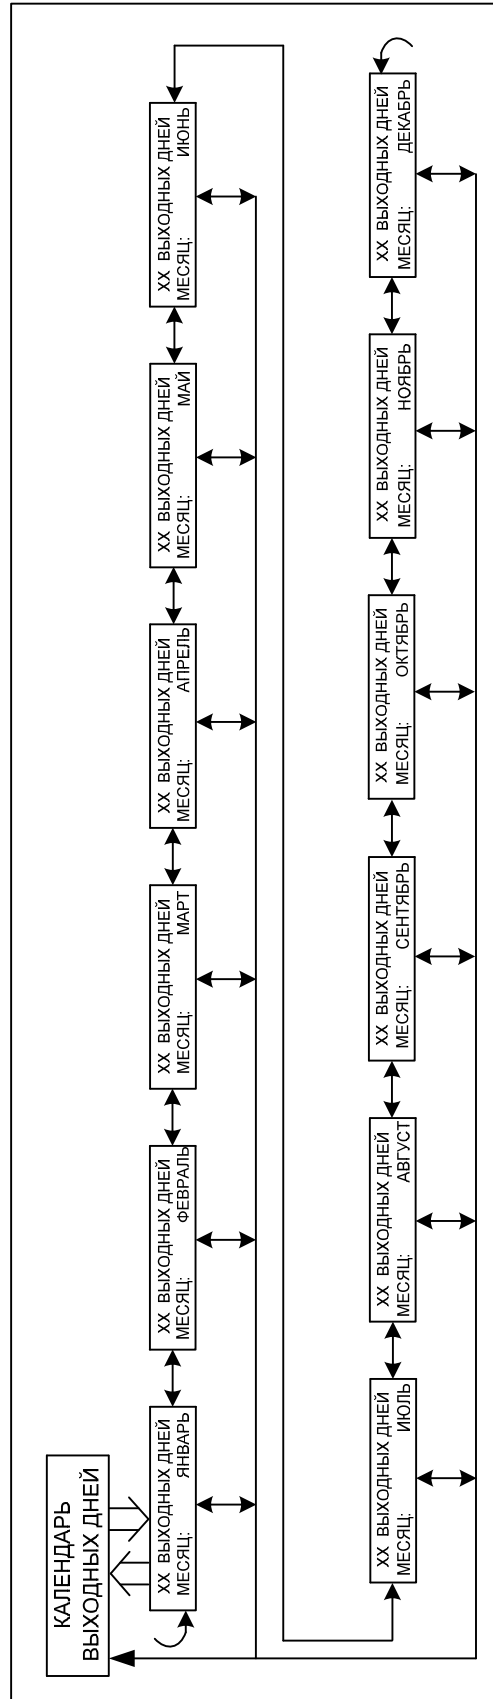 КАЛЕНДАРЬ
ВЫХОДНЫХ ДНЕЙ
XX ВЫХОДНЫХ ДНЕЙ
МЕСЯЦ: ЯНВАРЬ
XX ВЫХОДНЫХ ДНЕЙ
МЕСЯЦ: ФЕВРАЛЬ
XX ВЫХОДНЫХ ДНЕЙ
МЕСЯЦ: МАРТ
XX ВЫХОДНЫХ ДНЕЙ
МЕСЯЦ: АПРЕЛЬ
XX ВЫХОДНЫХ ДНЕЙ
МЕСЯЦ: МАЙ
XX ВЫХОДНЫХ ДНЕЙ
МЕСЯЦ: ИЮНЬ
XX ВЫХОДНЫХ ДНЕЙ
МЕСЯЦ: ИЮЛЬ
XX ВЫХОДНЫХ ДНЕЙ
МЕСЯЦ: АВГУСТ
XX ВЫХОДНЫХ ДНЕЙ
МЕСЯЦ: СЕНТЯБРЬ
XX ВЫХОДНЫХ ДНЕЙ
МЕСЯЦ: ОКТЯБРЬ
XX ВЫХОДНЫХ ДНЕЙ
МЕСЯЦ: НОЯБРЬ
XX ВЫХОДНЫХ ДНЕЙ
МЕСЯЦ: ДЕКАБРЬ